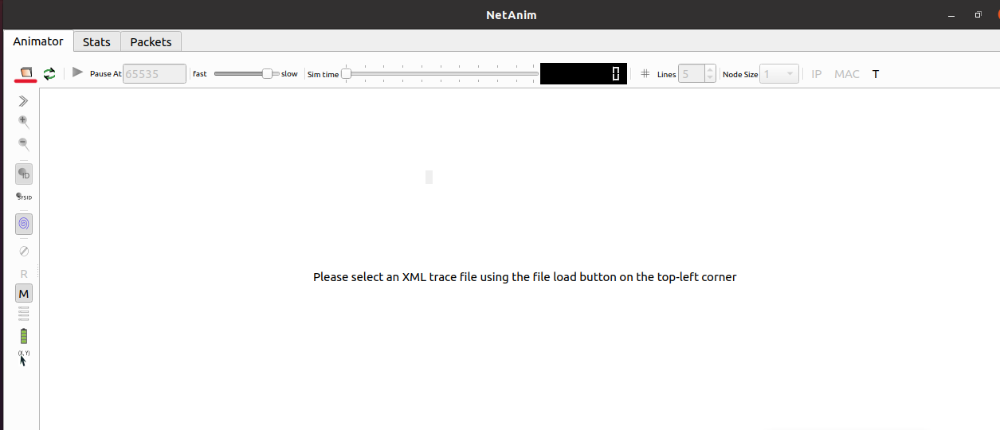 NetAnim
Animator Stats Packets
Pause At 65535 fast slow Sim time 0 Lines 5 Node Size 1 IP MAC T
ID
SYSID
R
M
(X, Y)
Please select an XML trace file using the file load button on the top-left corner